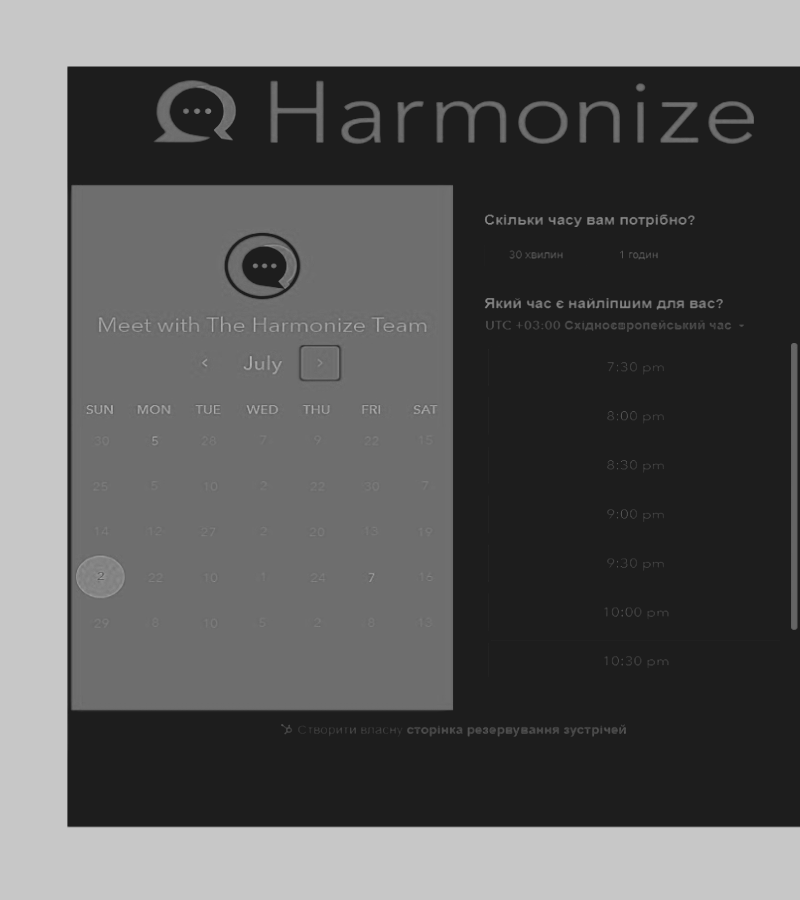 Harmonize
Meet with The Harmonize Team
July
SUN MON TUE WED THU FRI SAT
30 5 28 7 9 22 15
25 5 10 2 22 30 7
14 12 27 2 20 13 19
2 22 10 1 24 7 16
29 8 10 5 2 8 13
Скільки часу вам потрібно?
30 хвилин 1 годин
Який час є найліпшим для вас?
UTC +03:00 Східноєвропейський час
7:30 pm
8:00 pm
8:30 pm
9:00 pm
9:30 pm
10:00 pm
10:30 pm
Створити власну сторінка резервування зустрічей